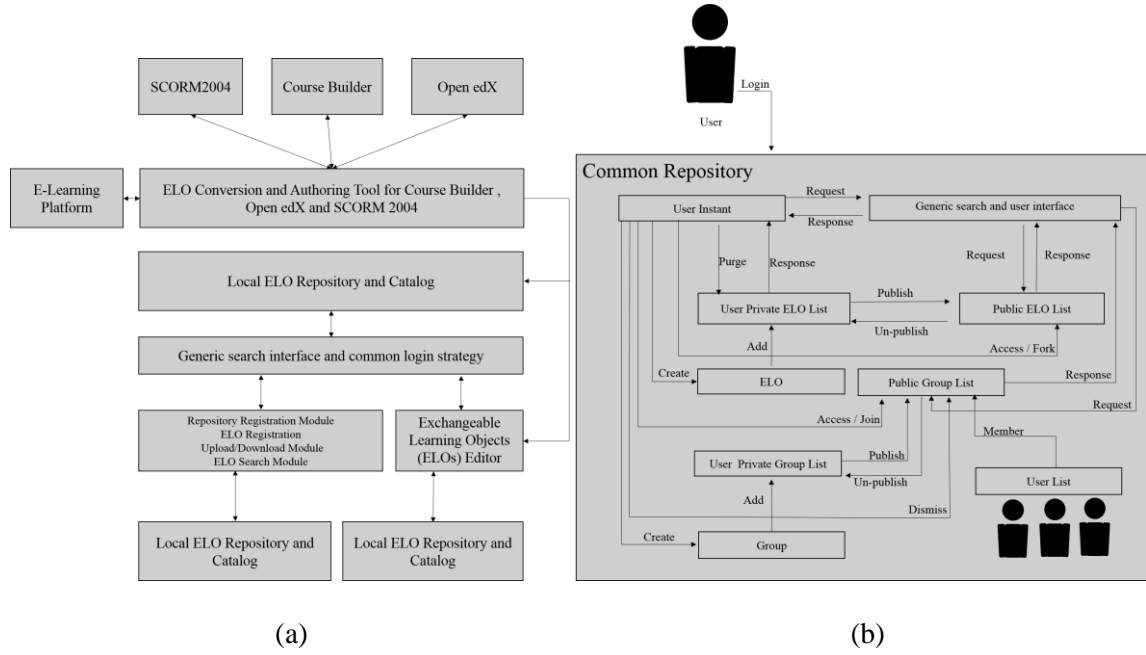 SCORM2004
Course Builder
Open edX
E-Learning
Platform
ELO Conversion and Authoring Tool for Course Builder ,
Open edX and SCORM 2004
Local ELO Repository and Catalog
Generic search interface and common login strategy
Repository Registration Module
ELO Registration
Upload/Download Module
ELO Search Module
Exchangeable
Learning Objects
(ELOs) Editor
Local ELO Repository and
Catalog
Local ELO Repository and
Catalog
(a)
Login
User
Common Repository
User Instant
Request
Response
Generic search and user interface
Purge
Response
Request
Response
User Private ELO List
Publish
Un-publish
Public ELO List
Add
Access / Fork
Create
ELO
Public Group List
Response
Request
Access / Join
Member
User Private Group List
Publish
Un-publish
User List
Add
Dismiss
Create
Group
(b)